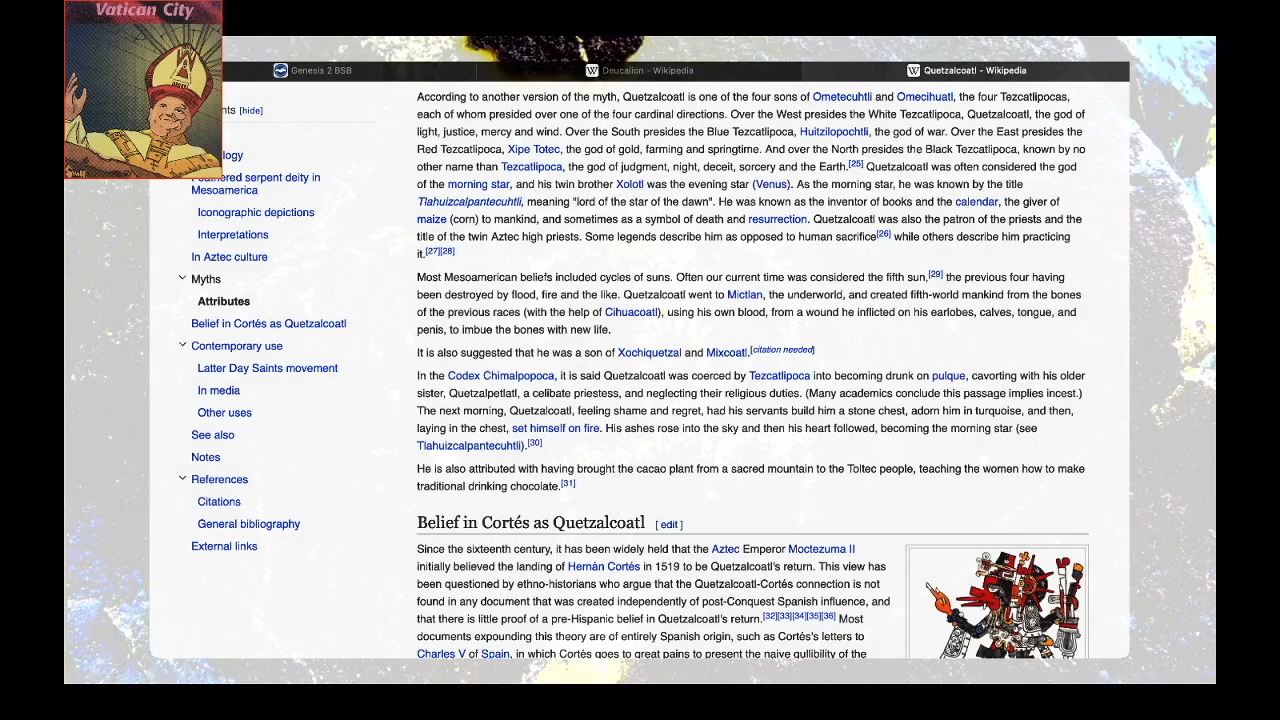 Vatican City
Genesis 2 BSB
Deucalion - Wikipedia
Quetzalcoatl - Wikipedia
[hide]
Feathered serpent deity in
Mesoamerica
Iconographic depictions
Interpretations
In Aztec culture
Myths
Attributes
Belief in Cortés as Quetzalcoatl
Contemporary use
Latter Day Saints movement
In media
Other uses
See also
Notes
References
Citations
General bibliography
External links
According to another version of the myth, Quetzalcoatl is one of the four sons of Ometecuhtli and Omecihuatl, the four Tezcatlipocas,
each of whom presided over one of the four cardinal directions. Over the West presides the White Tezcatlipoca, Quetzalcoatl, the god of
light, justice, mercy and wind. Over the South presides the Blue Tezcatlipoca, Huitzilopochtli, the god of war. Over the East presides the
Red Tezcatlipoca, Xipe Totec, the god of gold, farming and springtime. And over the North presides the Black Tezcatlipoca, known by no
other name than Tezcatlipoca, the god of judgment, night, deceit, sorcery and the Earth.[25] Quetzalcoatl was often considered the god
of the morning star, and his twin brother Xolotl was the evening star (Venus). As the morning star, he was known by the title
Tlahuizcalpantecuhtli, meaning "lord of the star of the dawn". He was known as the inventor of books and the calendar, the giver of
maize (corn) to mankind, and sometimes as a symbol of death and resurrection. Quetzalcoatl was also the patron of the priests and the
title of the twin Aztec high priests. Some legends describe him as opposed to human sacrifice[26] while others describe him practicing
it.[27][28]
Most Mesoamerican beliefs included cycles of suns. Often our current time was considered the fifth sun,[29] the previous four having
been destroyed by flood, fire and the like. Quetzalcoatl went to Mictlan, the underworld, and created fifth-world mankind from the bones
of the previous races (with the help of Cihuacoatl), using his own blood, from a wound he inflicted on his earlobes, calves, tongue, and
penis, to imbue the bones with new life.
It is also suggested that he was a son of Xochiquetzal and Mixcoatl.[citation needed]
In the Codex Chimalpopoca, it is said Quetzalcoatl was coerced by Tezcatlipoca into becoming drunk on pulque, cavorting with his older
sister, Quetzalpetlatl, a celibate priestess, and neglecting their religious duties. (Many academics conclude this passage implies incest.)
The next morning, Quetzalcoatl, feeling shame and regret, had his servants build him a stone chest, adorn him in turquoise, and then,
laying in the chest, set himself on fire. His ashes rose into the sky and then his heart followed, becoming the morning star (see
Tlahuizcalpantecuhtli).[30]
He is also attributed with having brought the cacao plant from a sacred mountain to the Toltec people, teaching the women how to make
traditional drinking chocolate.[31]
Belief in Cortés as Quetzalcoatl [ edit ]
Since the sixteenth century, it has been widely held that the Aztec Emperor Moctezuma II
initially believed the landing of Hernán Cortés in 1519 to be Quetzalcoatl's return. This view has
been questioned by ethno-historians who argue that the Quetzalcoatl-Cortés connection is not
found in any document that was created independently of post-Conquest Spanish influence, and
that there is little proof of a pre-Hispanic belief in Quetzalcoatl's return.[32][33][34][35][36] Most
documents expounding this theory are of entirely Spanish origin, such as Cortés's letters to
Charles V of Spain, in which Cortés goes to great pains to present the naive gullibility of the